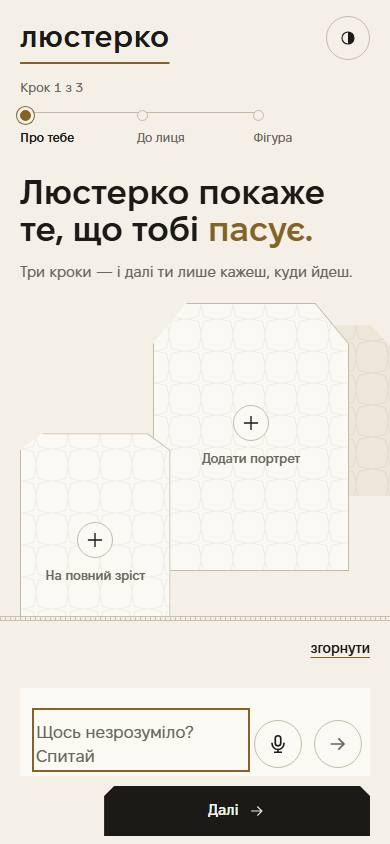 люстерко
Крок 1 з 3
Про тебе
До лиця
Фігура
Люстерко покаже
те, що тобі пасує.
Три кроки — і далі ти лише кажеш, куди йдеш.
Додати портрет
На повний зріст
згорнути
Щось незрозуміло?
Спитай
Далі →